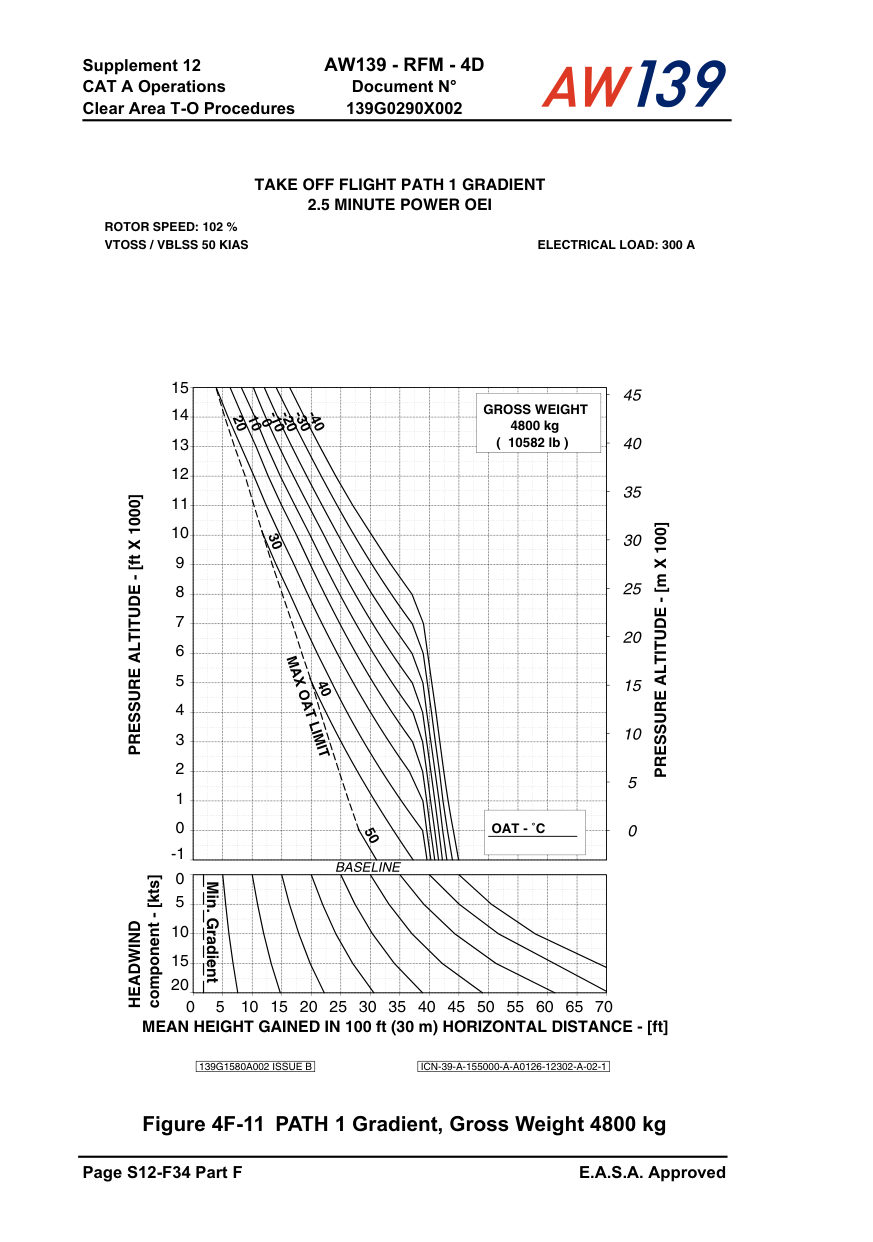 Supplement 12
CAT A Operations
Clear Area T-O Procedures
AW139 - RFM - 4D
Document N°
139G0290X002
AW139
TAKE OFF FLIGHT PATH 1 GRADIENT
2.5 MINUTE POWER OEI
ROTOR SPEED: 102 %
VTOSS / VBLSS 50 KIAS
ELECTRICAL LOAD: 300 A
PRESSURE ALTITUDE - [ft X 1000]
15
14
13
12
11
10
9
8
7
6
5
4
3
2
1
0
-1
20
10
0
-10
-20
-30
-40
30
40
50
MAX OAT LIMIT
GROSS WEIGHT
4800 kg
( 10582 lb )
OAT - ˚C
45
40
35
30
25
20
15
10
5
0
PRESSURE ALTITUDE - [m X 100]
BASELINE
HEADWIND
component - [kts]
0
5
10
15
20
Min. Gradient
0 5 10 15 20 25 30 35 40 45 50 55 60 65 70
MEAN HEIGHT GAINED IN 100 ft (30 m) HORIZONTAL DISTANCE - [ft]
139G1580A002 ISSUE B
ICN-39-A-155000-A-A0126-12302-A-02-1
Figure 4F-11 PATH 1 Gradient, Gross Weight 4800 kg
Page S12-F34 Part F
E.A.S.A. Approved